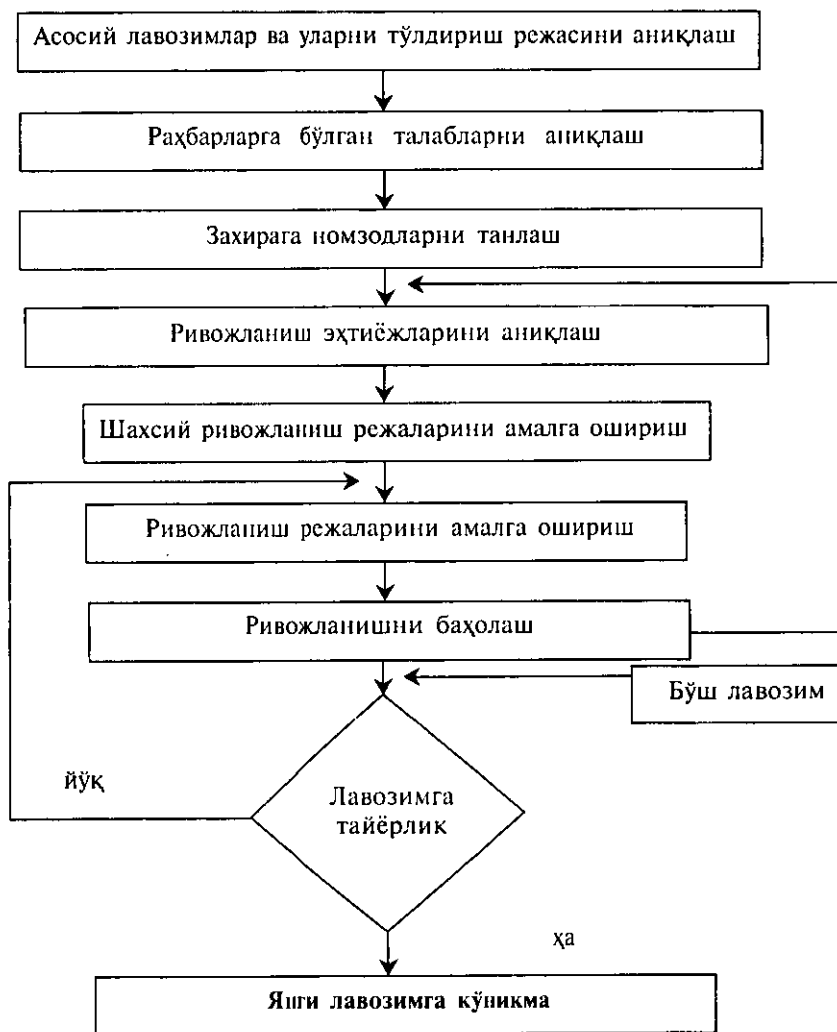 Асосий лавозимлар ва уларни тўлдириш режасини аниқлаш
Раҳбарларга бўлган талабларни аниқлаш
Захирага номзодларни танлаш
Ривожланиш эҳтиёжларини аниқлаш
Шахсий ривожланиш режаларини амалга ошириш
Ривожланиш режаларини амалга ошириш
Ривожланишни баҳолаш
Бўш лавозим
йўқ
Лавозимга
тайёрлик
ҳа
Янги лавозимга кўникма